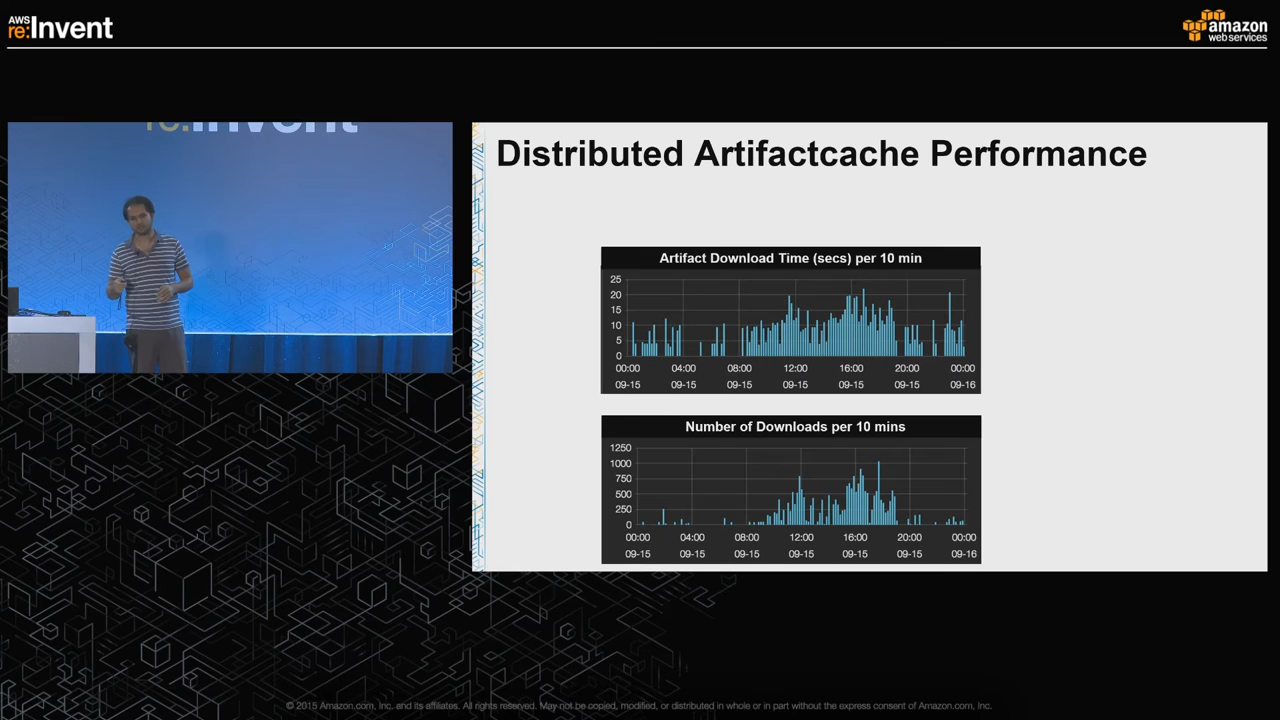 AWS
re:Invent
amazon
web services
re:Invent
Distributed Artifactcache Performance
Artifact Download Time (secs) per 10 min
25
20
15
10
5
0
00:00 04:00 08:00 12:00 16:00 20:00 00:00
09-15 09-15 09-15 09-15 09-15 09-15 09-16
Number of Downloads per 10 mins
1250
1000
750
500
250
0
00:00 04:00 08:00 12:00 16:00 20:00 00:00
09-15 09-15 09-15 09-15 09-15 09-15 09-16
© 2015 Amazon.com, Inc. and its affiliates. All rights reserved. May not be copied, modified, or distributed in whole or in part without the express consent of Amazon.com, Inc.